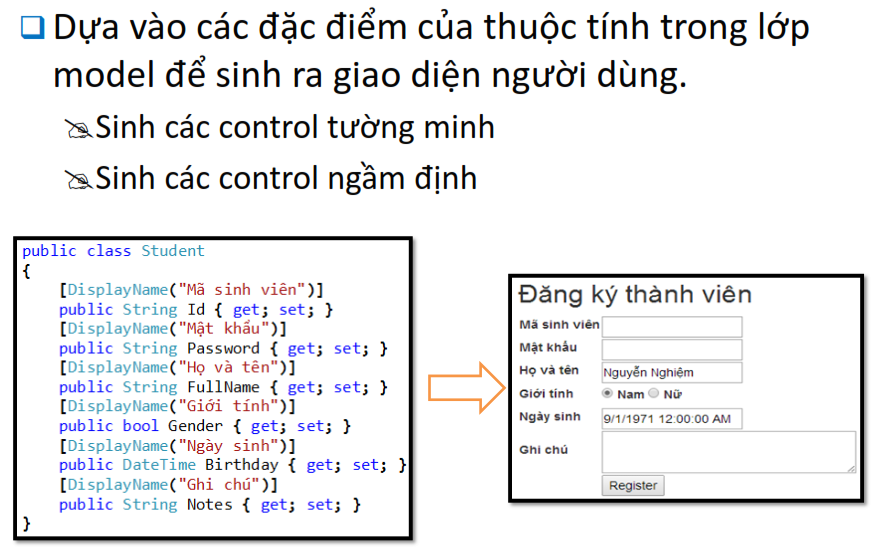 Dựa vào các đặc điểm của thuộc tính trong lớp
model để sinh ra giao diện người dùng.
Sinh các control tường minh
Sinh các control ngầm định
public class Student
{
[DisplayName("Mã sinh viên")]
public String Id { get; set; }
[DisplayName("Mật khẩu")]
public String Password { get; set; }
[DisplayName("Họ và tên")]
public String FullName { get; set; }
[DisplayName("Giới tính")]
public bool Gender { get; set; }
[DisplayName("Ngày sinh")]
public DateTime Birthday { get; set; }
[DisplayName("Ghi chú")]
public String Notes { get; set; }
}
Đăng ký thành viên
Mã sinh viên
Mật khẩu
Họ và tên Nguyễn Nghiệm
Giới tính Nam Nữ
Ngày sinh 9/1/1971 12:00:00 AM
Ghi chú
Register